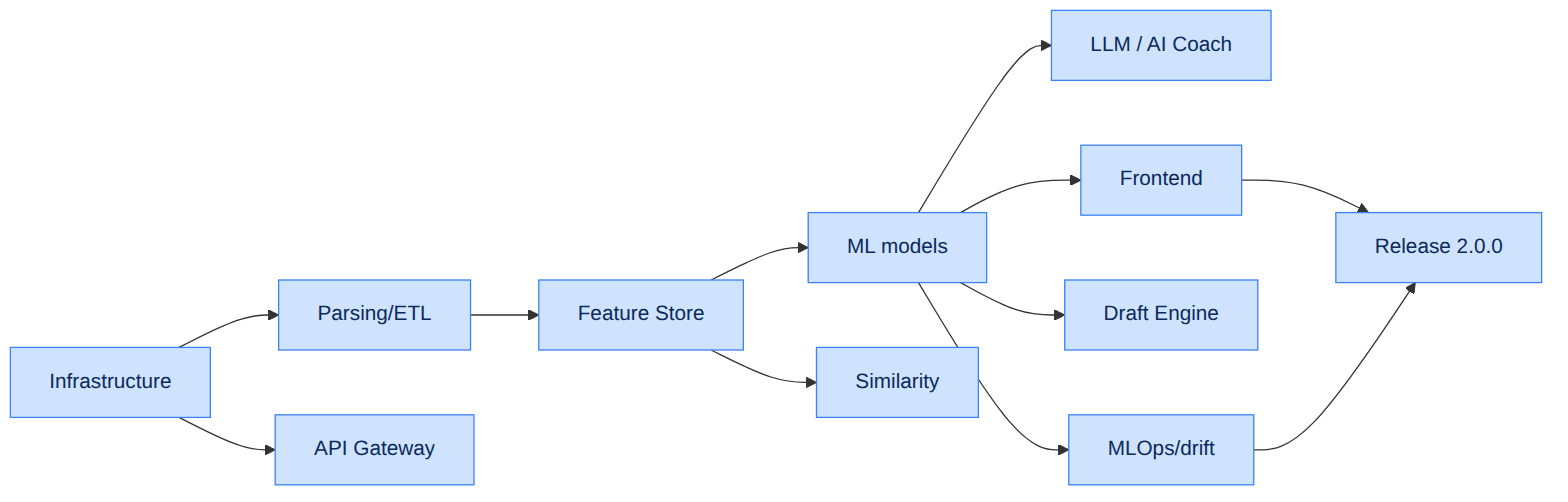 LLM / AI Coach
Frontend
ML models
Release 2.0.0
Parsing/ETL
Feature Store
Draft Engine
Infrastructure
Similarity
API Gateway
MLOps/drift